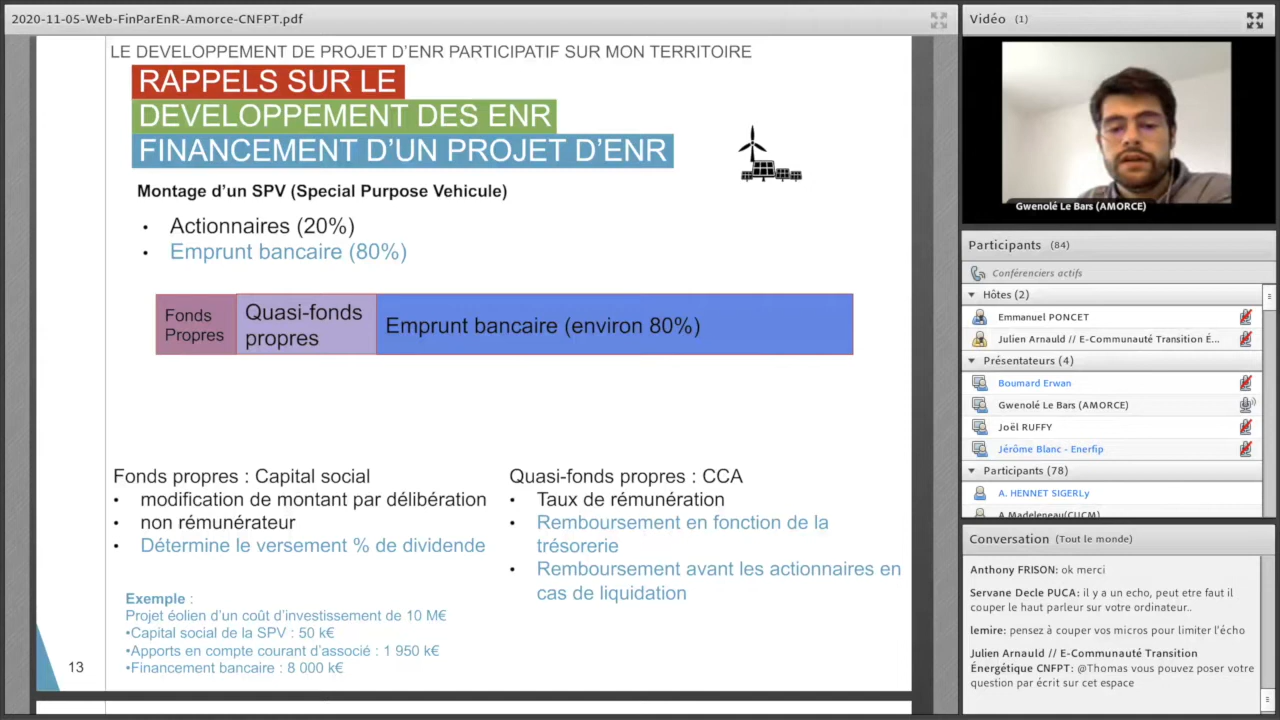 2020-11-05-Web-FinParEnR-Amorce-CNFPT.pdf
LE DEVELOPPEMENT DE PROJET D'ENR PARTICIPATIF SUR MON TERRITOIRE
RAPPELS SUR LE
DEVELOPPEMENT DES ENR
FINANCEMENT D'UN PROJET D'ENR
Montage d'un SPV (Special Purpose Vehicule)
• Actionnaires (20%)
• Emprunt bancaire (80%)
Fonds
Propres
Quasi-fonds
propres
Emprunt bancaire (environ 80%)
Fonds propres : Capital social
• modification de montant par délibération
• non rémunérateur
• Détermine le versement % de dividende
Quasi-fonds propres : CCA
• Taux de rémunération
• Remboursement en fonction de la
trésorerie
• Remboursement avant les actionnaires en
cas de liquidation
Exemple :
Projet éolien d'un coût d'investissement de 10 M€
•Capital social de la SPV : 50 k€
•Apports en compte courant d'associé : 1 950 k€
•Financement bancaire : 8 000 k€
13
Vidéo (1)
Gwenolé Le Bars (AMORCE)
Participants (84)
Conférenciers actifs
Hôtes (2)
Emmanuel PONCET
Julien Arnauld // E-Communauté Transition É...
Présentateurs (4)
Boumard Erwan
Gwenolé Le Bars (AMORCE)
Joël RUFFY
Jérôme Blanc - Enerfip
Participants (78)
A. HENNET SIGERLy
A.Madeleneau(CUCM)
Conversation (Tout le monde)
Anthony FRISON: ok merci
Servane Decle PUCA: il y a un echo, peut etre faut il
couper le haut parleur sur votre ordinateur..
lemire: pensez à couper vos micros pour limiter l'écho
Julien Arnauld // E-Communauté Transition
Énergétique CNFPT: @Thomas vous pouvez poser votre
question par écrit sur cet espace